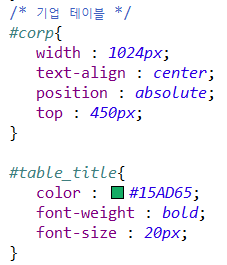 /* 기업 테이블 */
#corp{
width : 1024px;
text-align : center;
position : absolute;
top : 450px;
}
#table_title{
color : #15AD65;
font-weight : bold;
font-size : 20px;
}